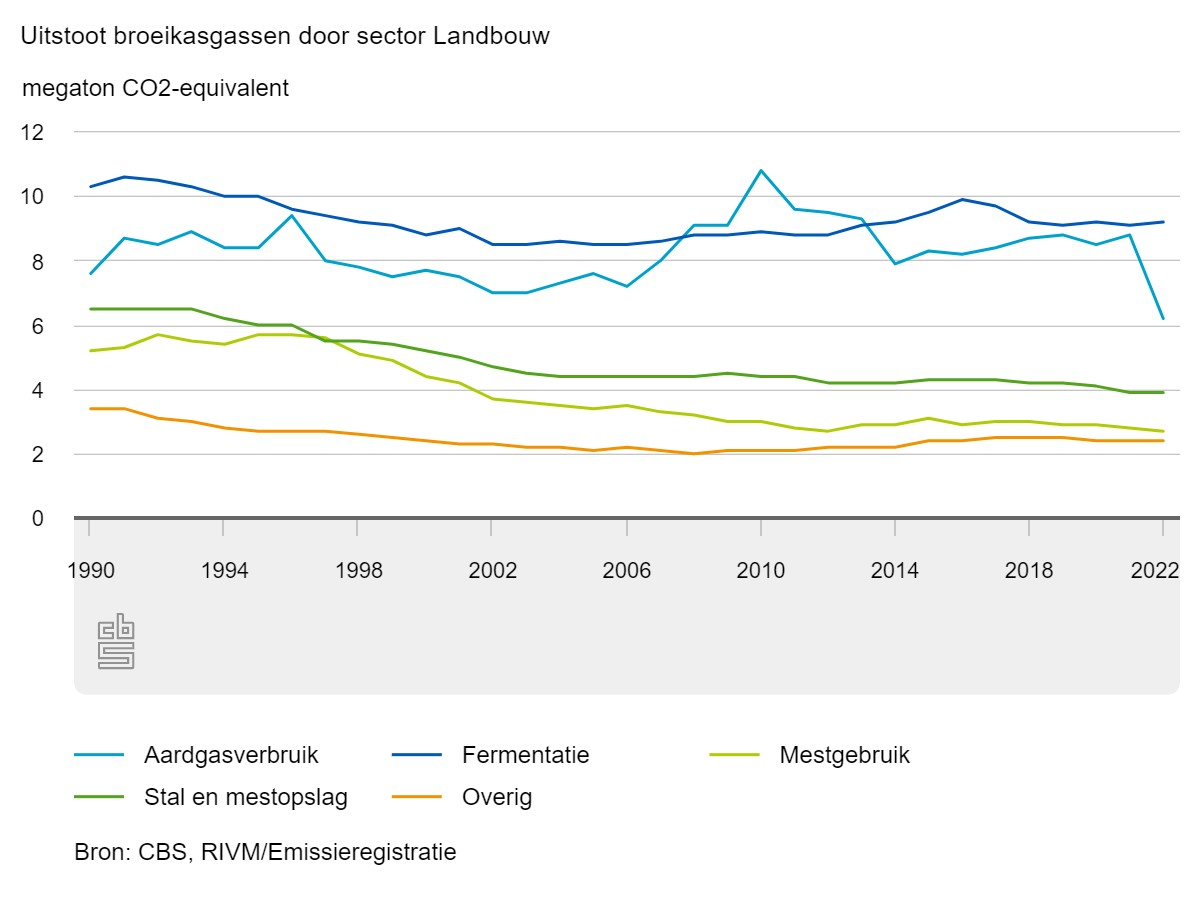 Uitstoot broeikasgassen door sector Landbouw
megaton CO2-equivalent
12
10
8
6
4
2
0
1990 1994 1998 2002 2006 2010 2014 2018 2022
cbs
Aardgasverbruik Fermentatie Mestgebruik
Stal en mestopslag Overig
Bron: CBS, RIVM/Emissieregistratie